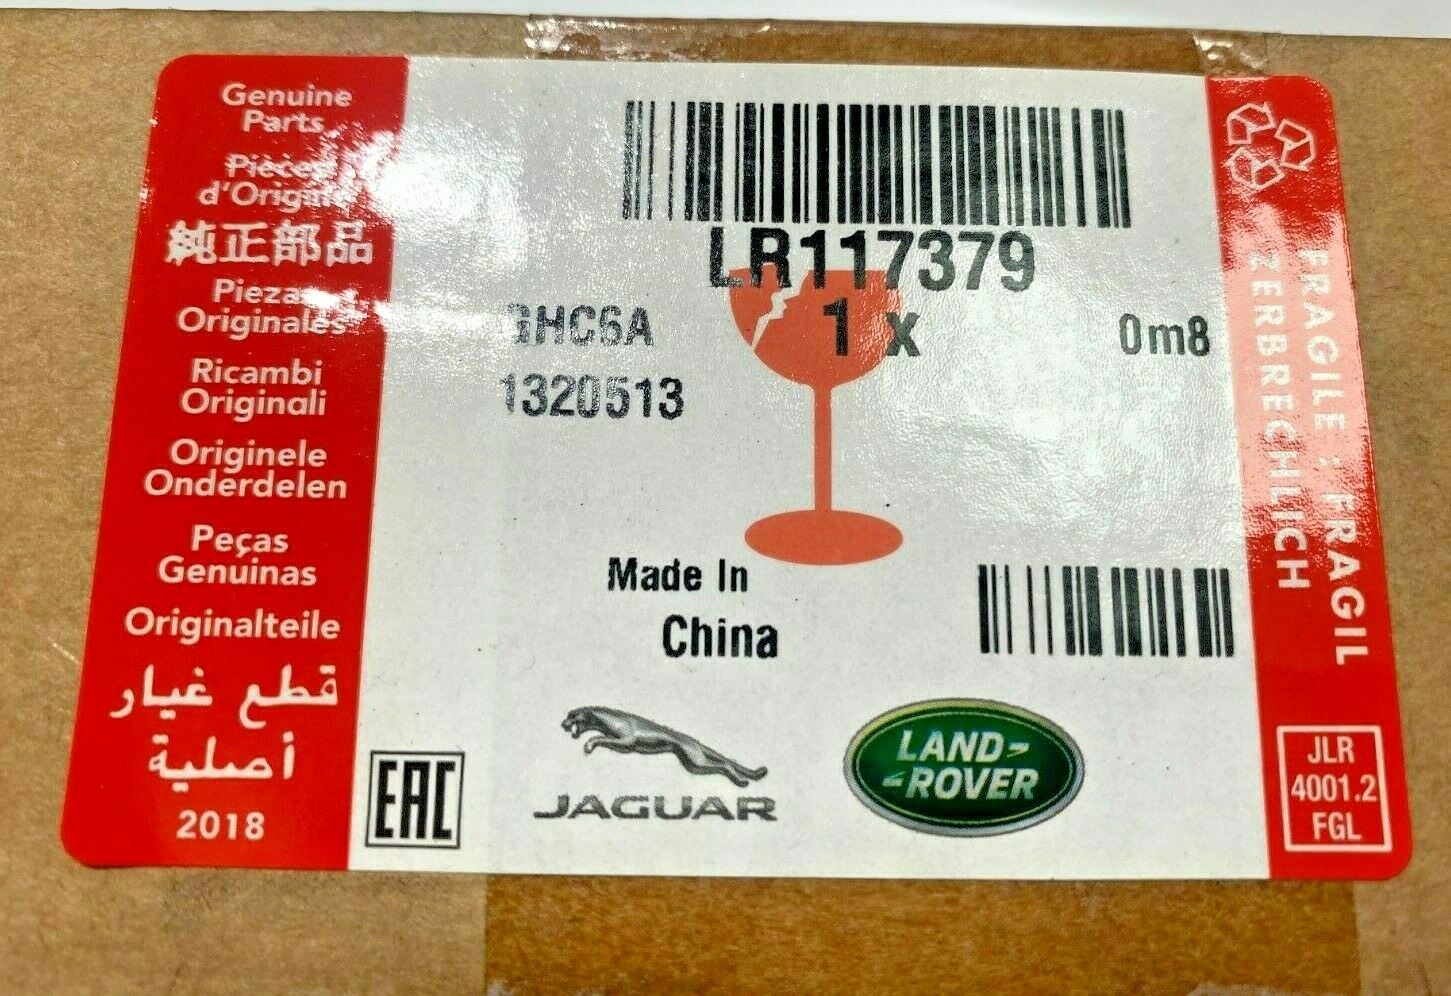 Genuine
Parts
Pièces
d'Origine
純正部品
Piezas
Originales
Ricambi
Originali
Originele
Onderdelen
Peças
Genuinas
Originalteile
قطع غيار
أصلية
2018
LR117379
GHC6A
1 x
0m8
1320513
Made In
China
EAC
JAGUAR
LAND
ROVER
FRAGILE : FRAGIL
ZERBRECHLICH
JLR
4001.2
FGL